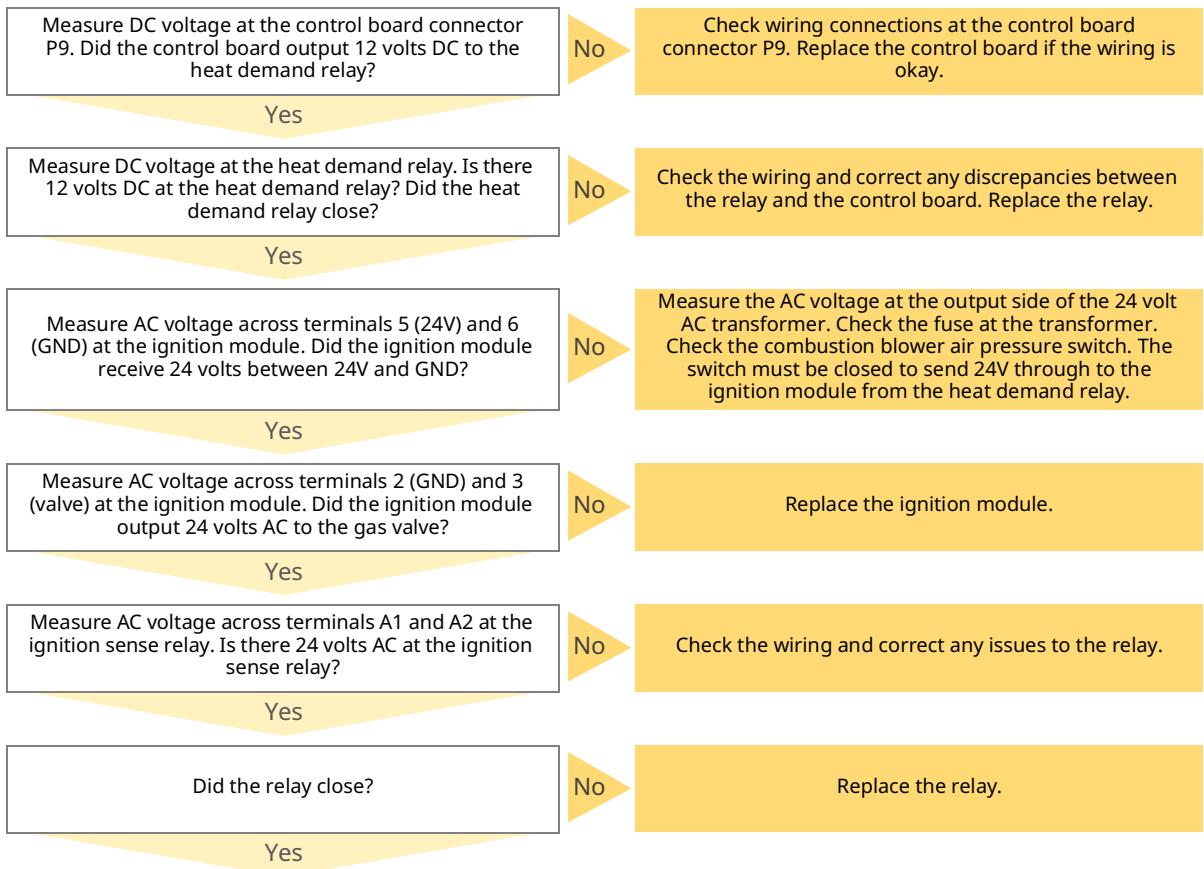 Measure DC voltage at the control board connector
P9. Did the control board output 12 volts DC to the
heat demand relay?
No
Check wiring connections at the control board
connector P9. Replace the control board if the wiring is
okay.
Yes
Measure DC voltage at the heat demand relay. Is there
12 volts DC at the heat demand relay? Did the heat
demand relay close?
No
Check the wiring and correct any discrepancies between
the relay and the control board. Replace the relay.
Yes
Measure AC voltage across terminals 5 (24V) and 6
(GND) at the ignition module. Did the ignition module
receive 24 volts between 24V and GND?
No
Measure the AC voltage at the output side of the 24 volt
AC transformer. Check the fuse at the transformer.
Check the combustion blower air pressure switch. The
switch must be closed to send 24V through to the
ignition module from the heat demand relay.
Yes
Measure AC voltage across terminals 2 (GND) and 3
(valve) at the ignition module. Did the ignition module
output 24 volts AC to the gas valve?
No
Replace the ignition module.
Yes
Measure AC voltage across terminals A1 and A2 at the
ignition sense relay. Is there 24 volts AC at the ignition
sense relay?
No
Check the wiring and correct any issues to the relay.
Yes
Did the relay close?
No
Replace the relay.
Yes